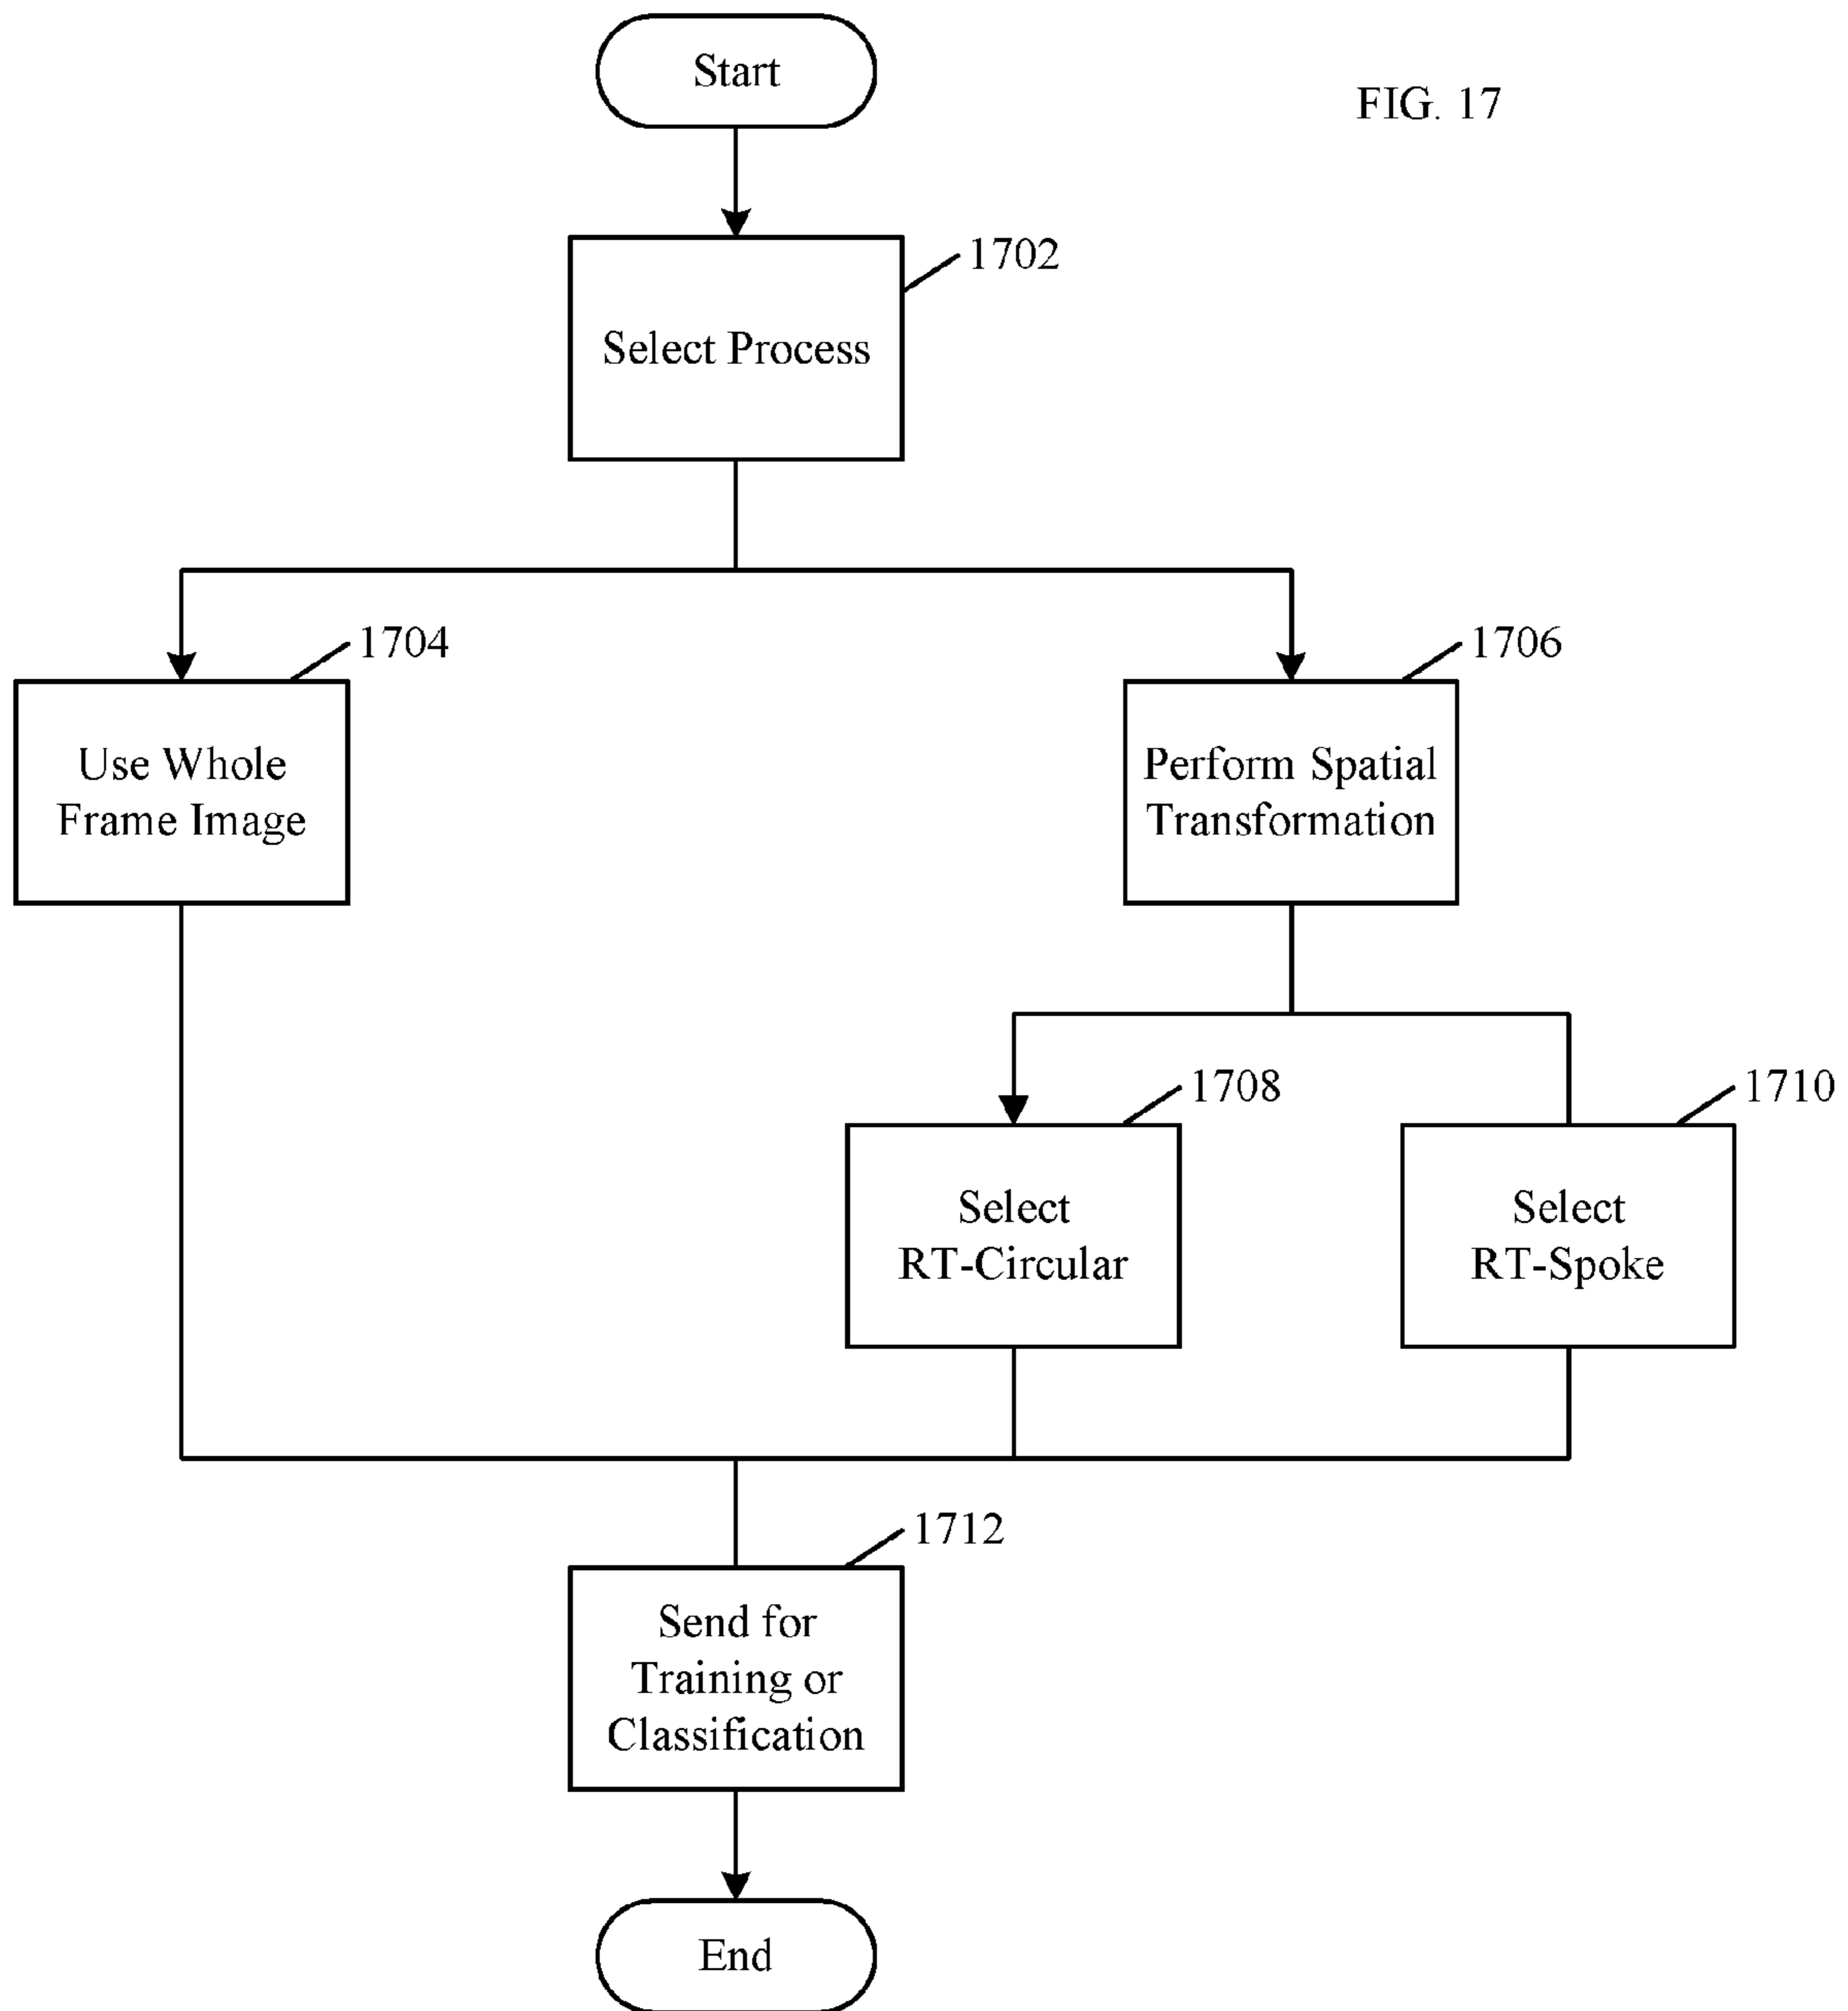 Start
FIG. 17
1702
Select Process
1704
Use Whole
Frame Image
1706
Perform Spatial
Transformation
1708
Select
RT-Circular
1710
Select
RT-Spoke
1712
Send for
Training or
Classification
End